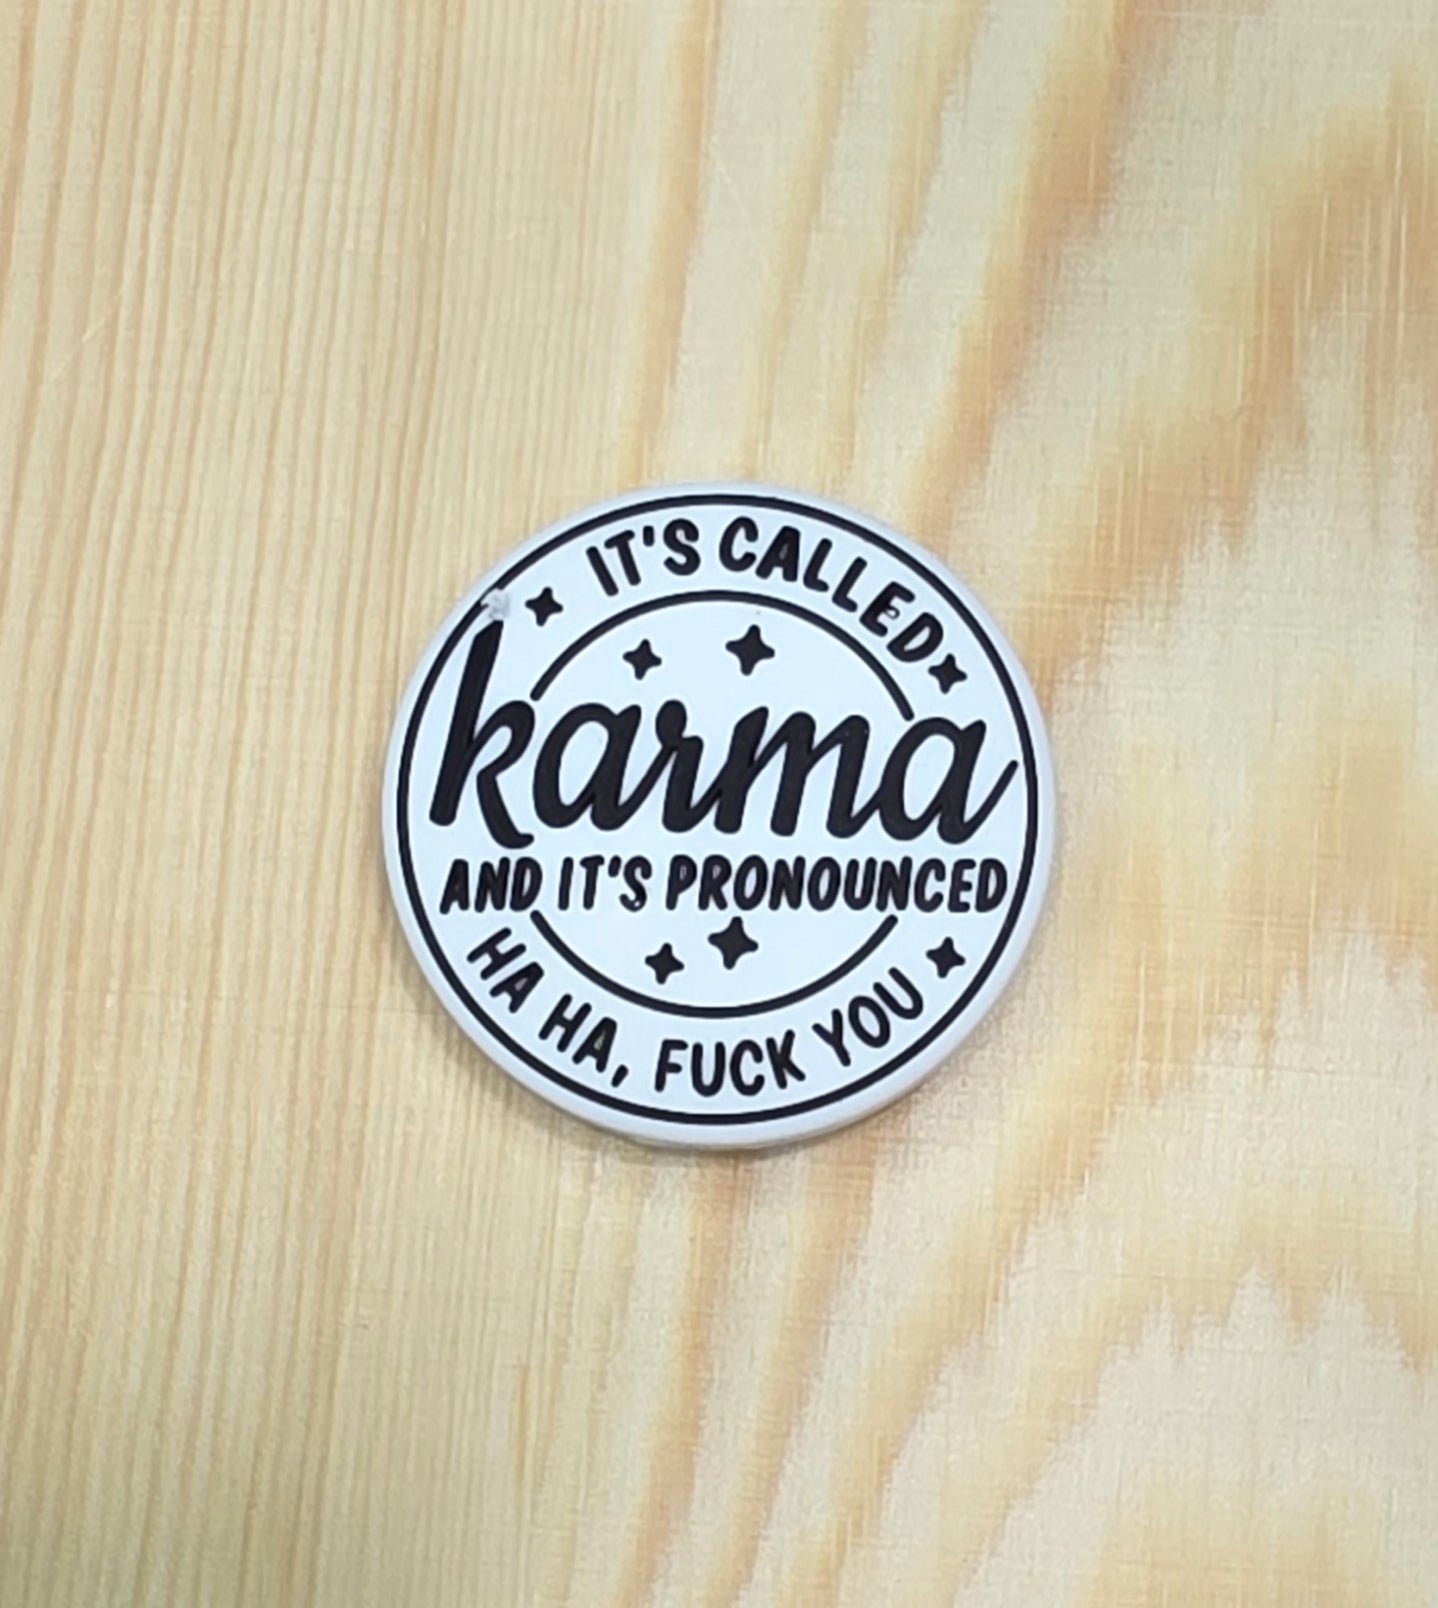 IT'S CALLED
karma
AND IT'S PRONOUNCED
HA HA, FUCK YOU